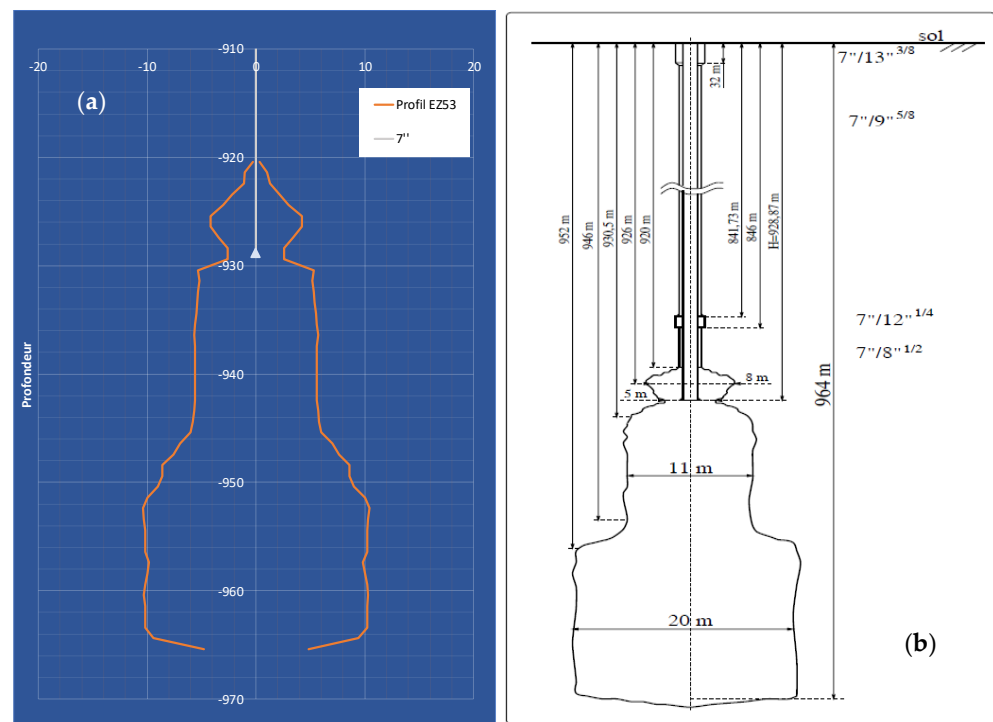 -910
-20
-10
0
10
20
(a)
Profil EZ53
7''
-920
-930
-940
-950
-960
-970
Profondeur
sol
7"/13" 3/8
32 m
7"/9" 5/8
952 m
946 m
930,5 m
926 m
920 m
841,73 m
846 m
H=928,87 m
7"/12" 1/4
7"/8" 1/2
964 m
8 m
5 m
11 m
20 m
(b)